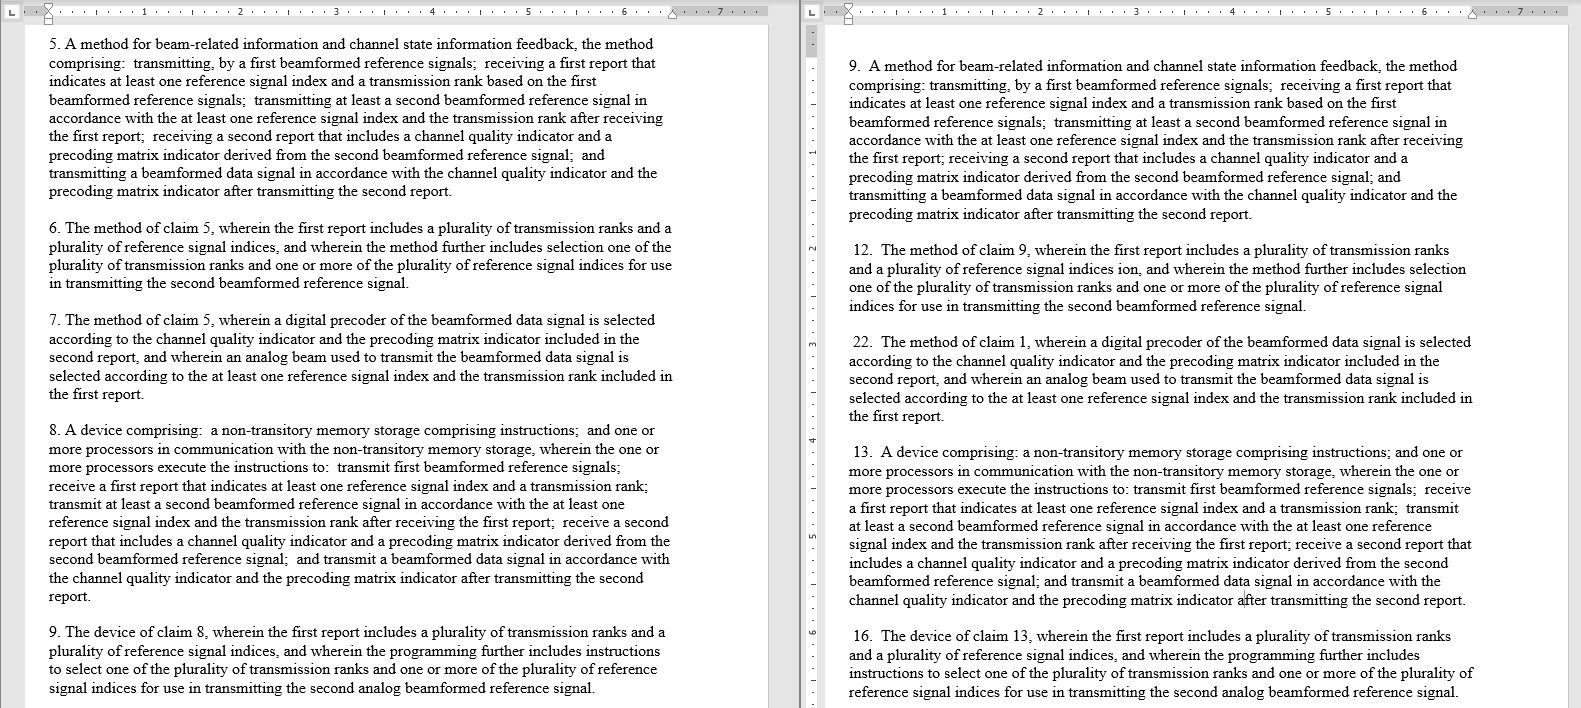 1 2 3 4 5 6 7
5. A method for beam-related information and channel state information feedback, the method
comprising:  transmitting, by a first beamformed reference signals;  receiving a first report that
indicates at least one reference signal index and a transmission rank based on the first
beamformed reference signals;  transmitting at least a second beamformed reference signal in
accordance with the at least one reference signal index and the transmission rank after receiving
the first report;  receiving a second report that includes a channel quality indicator and a
precoding matrix indicator derived from the second beamformed reference signal;  and
transmitting a beamformed data signal in accordance with the channel quality indicator and the
precoding matrix indicator after transmitting the second report.
6. The method of claim 5, wherein the first report includes a plurality of transmission ranks and a
plurality of reference signal indices, and wherein the method further includes selection one of the
plurality of transmission ranks and one or more of the plurality of reference signal indices for use
in transmitting the second beamformed reference signal.
7. The method of claim 5, wherein a digital precoder of the beamformed data signal is selected
according to the channel quality indicator and the precoding matrix indicator included in the
second report, and wherein an analog beam used to transmit the beamformed data signal is
selected according to the at least one reference signal index and the transmission rank included in
the first report.
8. A device comprising:  a non-transitory memory storage comprising instructions;  and one or
more processors in communication with the non-transitory memory storage, wherein the one or
more processors execute the instructions to:  transmit first beamformed reference signals;
receive a first report that indicates at least one reference signal index and a transmission rank;
transmit at least a second beamformed reference signal in accordance with the at least one
reference signal index and the transmission rank after receiving the first report;  receive a second
report that includes a channel quality indicator and a precoding matrix indicator derived from the
second beamformed reference signal;  and transmit a beamformed data signal in accordance with
the channel quality indicator and the precoding matrix indicator after transmitting the second
report.
9. The device of claim 8, wherein the first report includes a plurality of transmission ranks and a
plurality of reference signal indices, and wherein the programming further includes instructions
to select one of the plurality of transmission ranks and one or more of the plurality of reference
signal indices for use in transmitting the second analog beamformed reference signal.
1 2 3 4 5 6 7
1
2
3
4
5
6
9.  A method for beam-related information and channel state information feedback, the method
comprising: transmitting, by a first beamformed reference signals;  receiving a first report that
indicates at least one reference signal index and a transmission rank based on the first
beamformed reference signals;  transmitting at least a second beamformed reference signal in
accordance with the at least one reference signal index and the transmission rank after receiving
the first report; receiving a second report that includes a channel quality indicator and a
precoding matrix indicator derived from the second beamformed reference signal; and
transmitting a beamformed data signal in accordance with the channel quality indicator and the
precoding matrix indicator after transmitting the second report.
12.  The method of claim 9, wherein the first report includes a plurality of transmission ranks
and a plurality of reference signal indices ion, and wherein the method further includes selection
one of the plurality of transmission ranks and one or more of the plurality of reference signal
indices for use in transmitting the second beamformed reference signal.
22.  The method of claim 1, wherein a digital precoder of the beamformed data signal is selected
according to the channel quality indicator and the precoding matrix indicator included in the
second report, and wherein an analog beam used to transmit the beamformed data signal is
selected according to the at least one reference signal index and the transmission rank included in
the first report.
13.  A device comprising: a non-transitory memory storage comprising instructions; and one or
more processors in communication with the non-transitory memory storage, wherein the one or
more processors execute the instructions to: transmit first beamformed reference signals;  receive
a first report that indicates at least one reference signal index and a transmission rank;  transmit
at least a second beamformed reference signal in accordance with the at least one reference
signal index and the transmission rank after receiving the first report; receive a second report that
includes a channel quality indicator and a precoding matrix indicator derived from the second
beamformed reference signal; and transmit a beamformed data signal in accordance with the
channel quality indicator and the precoding matrix indicator after transmitting the second report.
16.  The device of claim 13, wherein the first report includes a plurality of transmission ranks
and a plurality of reference signal indices, and wherein the programming further includes
instructions to select one of the plurality of transmission ranks and one or more of the plurality of
reference signal indices for use in transmitting the second analog beamformed reference signal.